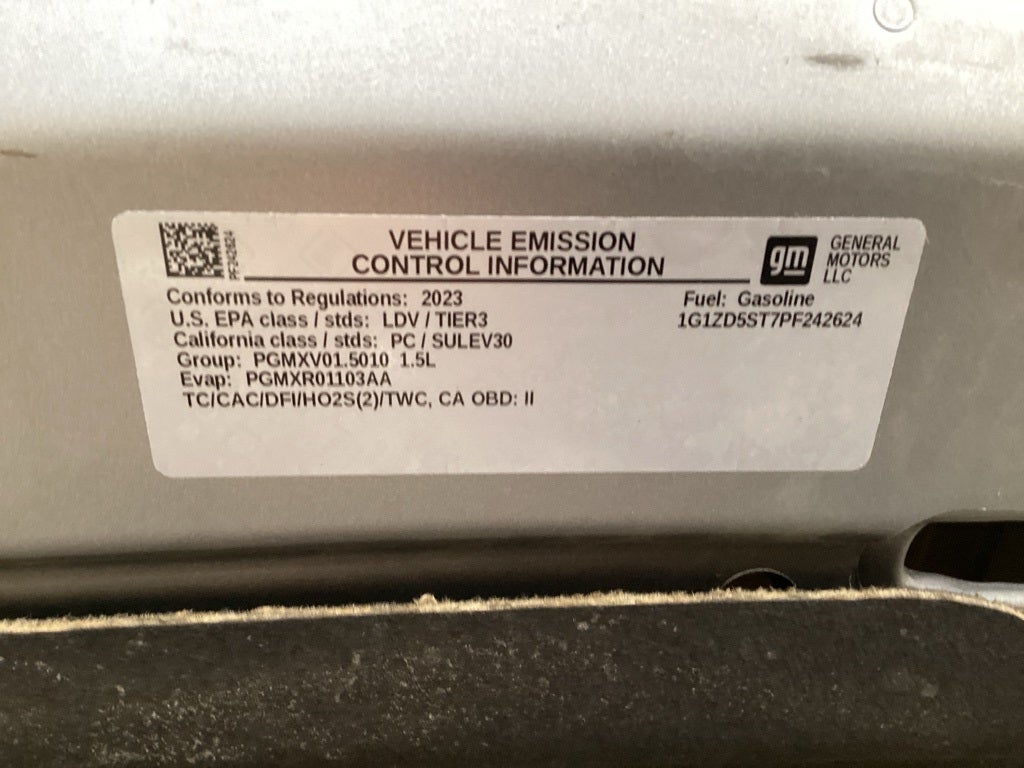 PF242624
VEHICLE EMISSION
CONTROL INFORMATION
gm
GENERAL
MOTORS
LLC
Conforms to Regulations: 2023
Fuel: Gasoline
U.S. EPA class / stds: LDV / TIER3
1G1ZD5ST7PF242624
California class / stds: PC / SULEV30
Group: PGMXV01.5010 1.5L
Evap: PGMXR01103AA
TC/CAC/DFI/HO2S(2)/TWC, CA OBD: II